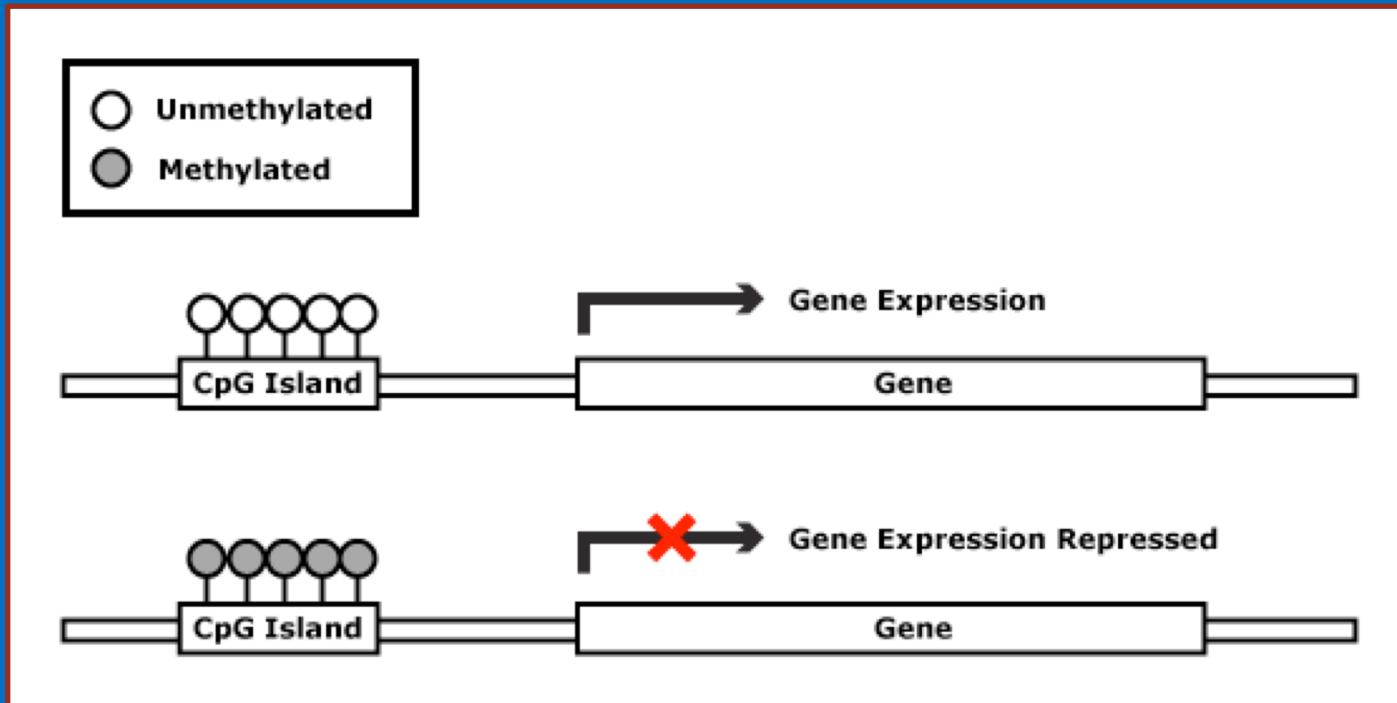 Unmethylated
Methylated
Gene Expression
CpG Island
Gene
Gene Expression Repressed
CpG Island
Gene